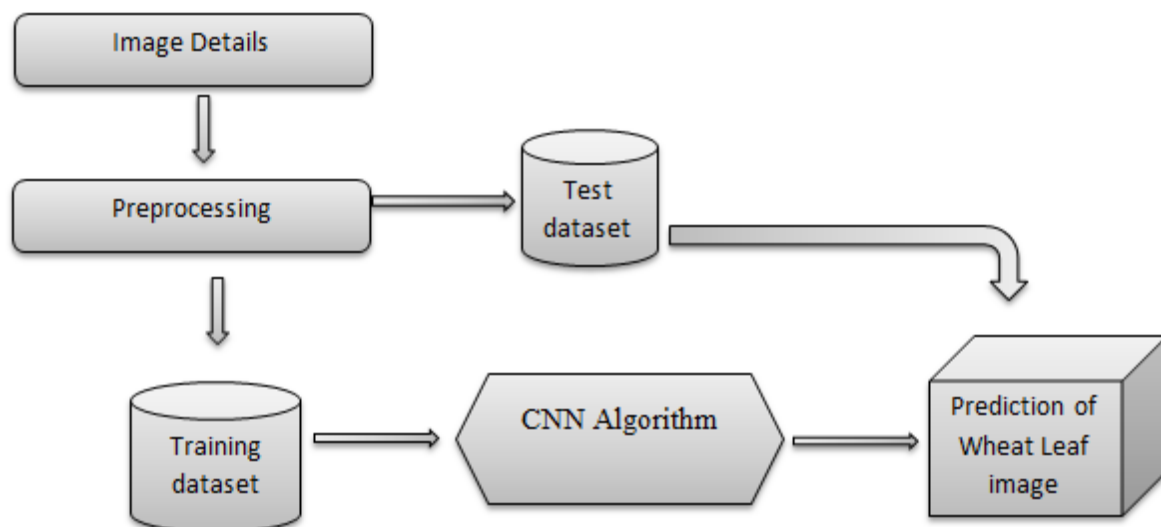 Image Details
Preprocessing
Test
dataset
Training
dataset
CNN Algorithm
Prediction of
Wheat Leaf
image